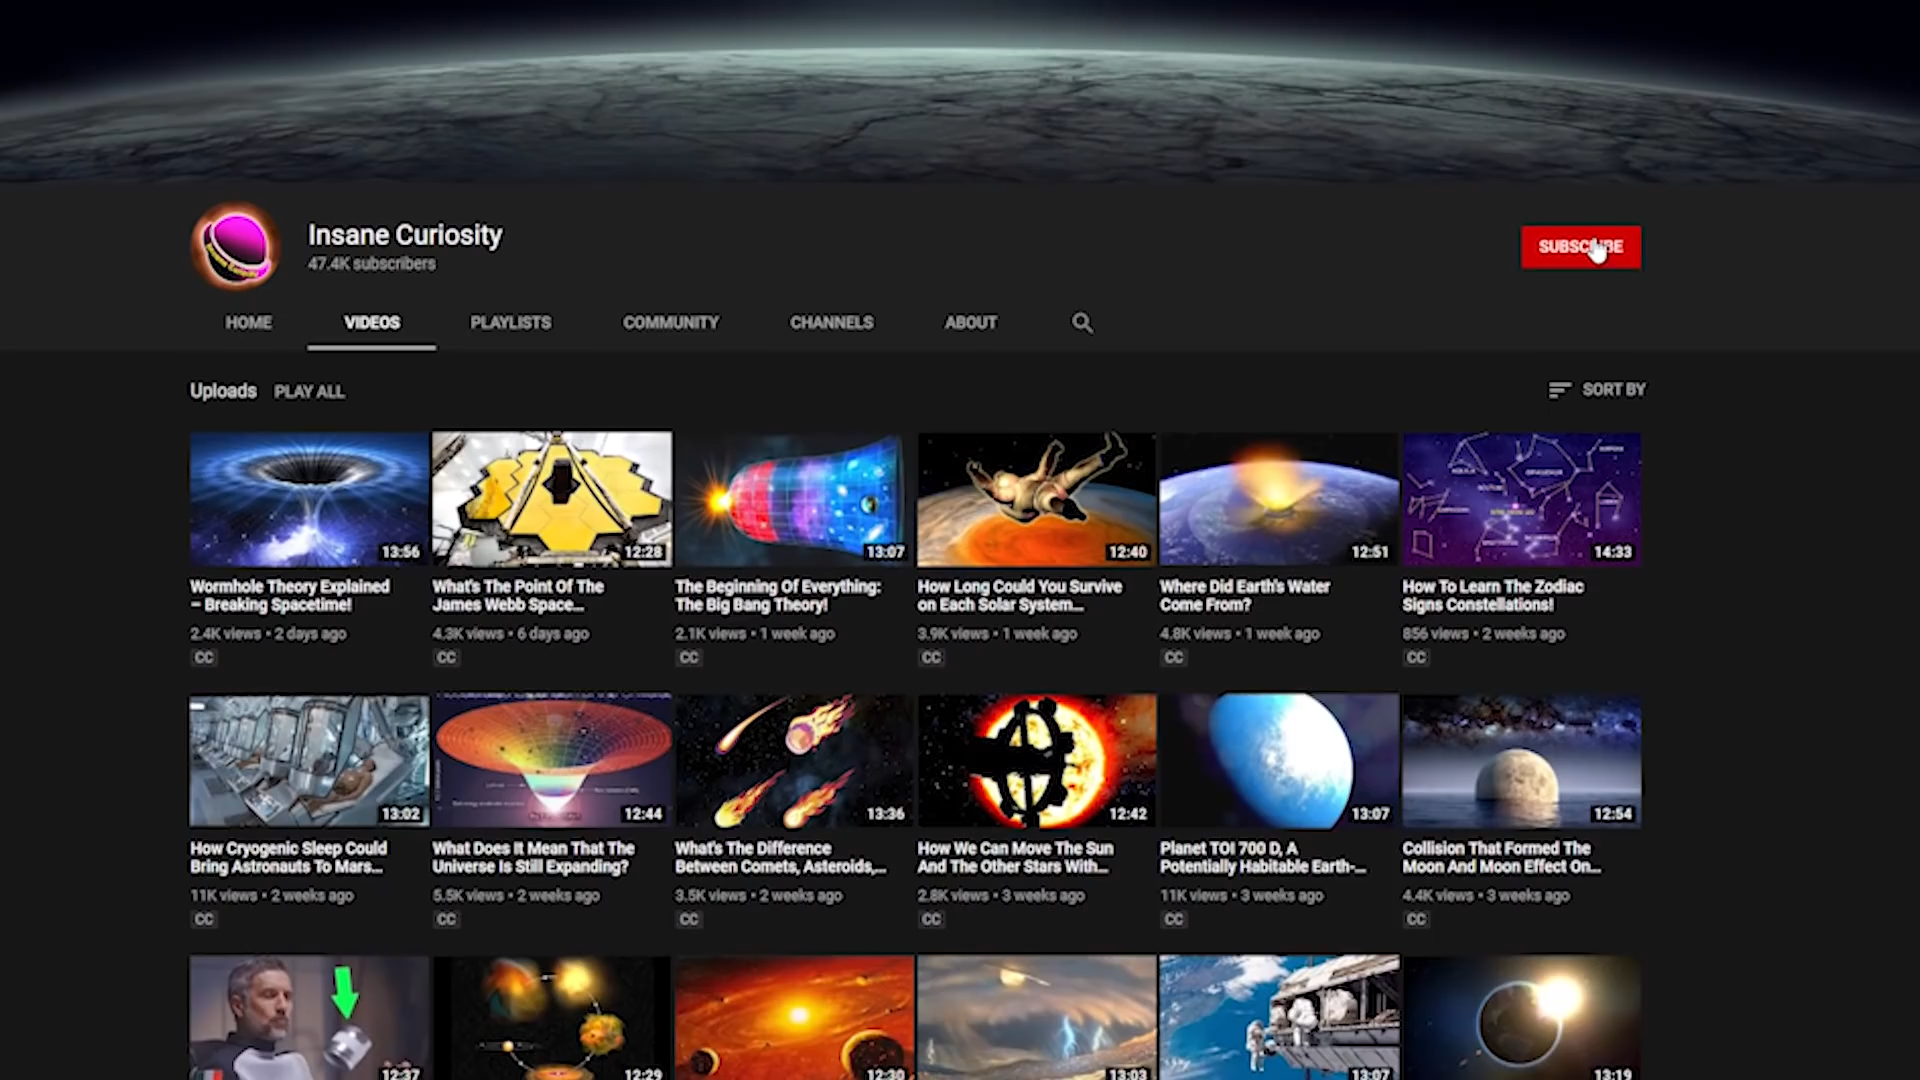 Insane Curiosity
47.4K subscribers
SUBSCRIBE
HOME VIDEOS PLAYLISTS COMMUNITY CHANNELS ABOUT
Uploads PLAY ALL
SORT BY
13:56 12:28 13:07 12:40 12:51 14:33
Wormhole Theory Explained
– Breaking Spacetime!
2.4K views • 2 days ago
CC
What's The Point Of The
James Webb Space...
4.3K views • 6 days ago
CC
The Beginning Of Everything:
The Big Bang Theory!
2.1K views • 1 week ago
CC
How Long Could You Survive
on Each Solar System...
3.9K views • 1 week ago
CC
Where Did Earth's Water
Come From?
4.8K views • 1 week ago
CC
How To Learn The Zodiac
Signs Constellations!
856 views • 2 weeks ago
CC
13:02 12:44 13:36 12:42 13:07 12:54
How Cryogenic Sleep Could
Bring Astronauts To Mars...
11K views • 2 weeks ago
CC
What Does It Mean That The
Universe Is Still Expanding?
5.5K views • 2 weeks ago
CC
What's The Difference
Between Comets, Asteroids,...
3.5K views • 2 weeks ago
CC
How We Can Move The Sun
And The Other Stars With...
2.8K views • 3 weeks ago
CC
Planet TOI 700 D, A
Potentially Habitable Earth-...
11K views • 3 weeks ago
CC
Collision That Formed The
Moon And Moon Effect On...
4.4K views • 3 weeks ago
CC
12:37 12:29 12:30 13:03 13:07 13:19